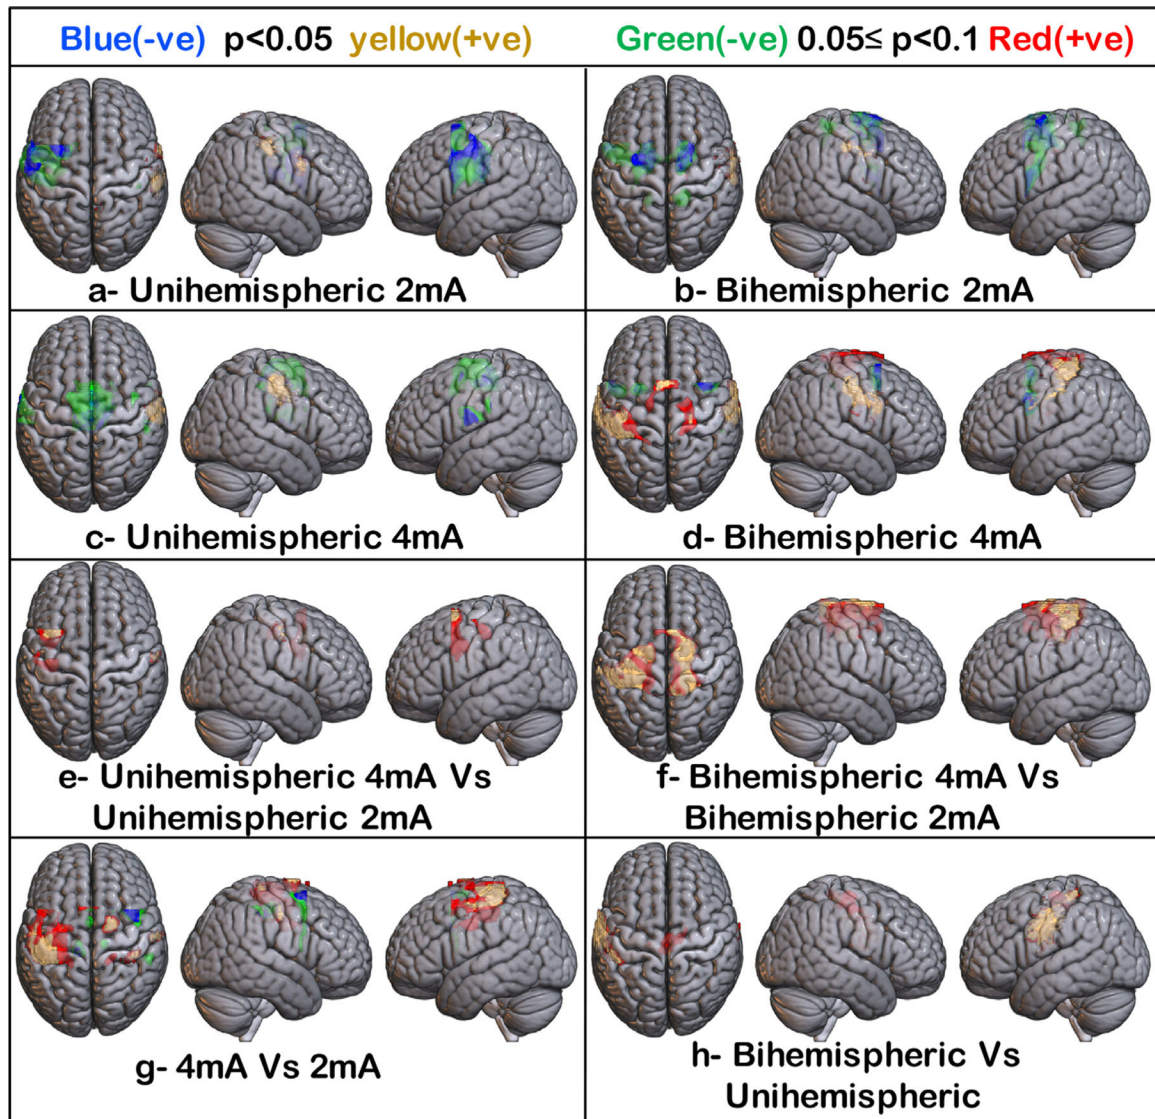 Blue(-ve) p<0.05 yellow(+ve)
Green(-ve) 0.05≤ p<0.1 Red(+ve)
a- Unihemispheric 2mA
b- Bihemispheric 2mA
c- Unihemispheric 4mA
d- Bihemispheric 4mA
e- Unihemispheric 4mA Vs
Unihemispheric 2mA
f- Bihemispheric 4mA Vs
Bihemispheric 2mA
g- 4mA Vs 2mA
h- Bihemispheric Vs
Unihemispheric